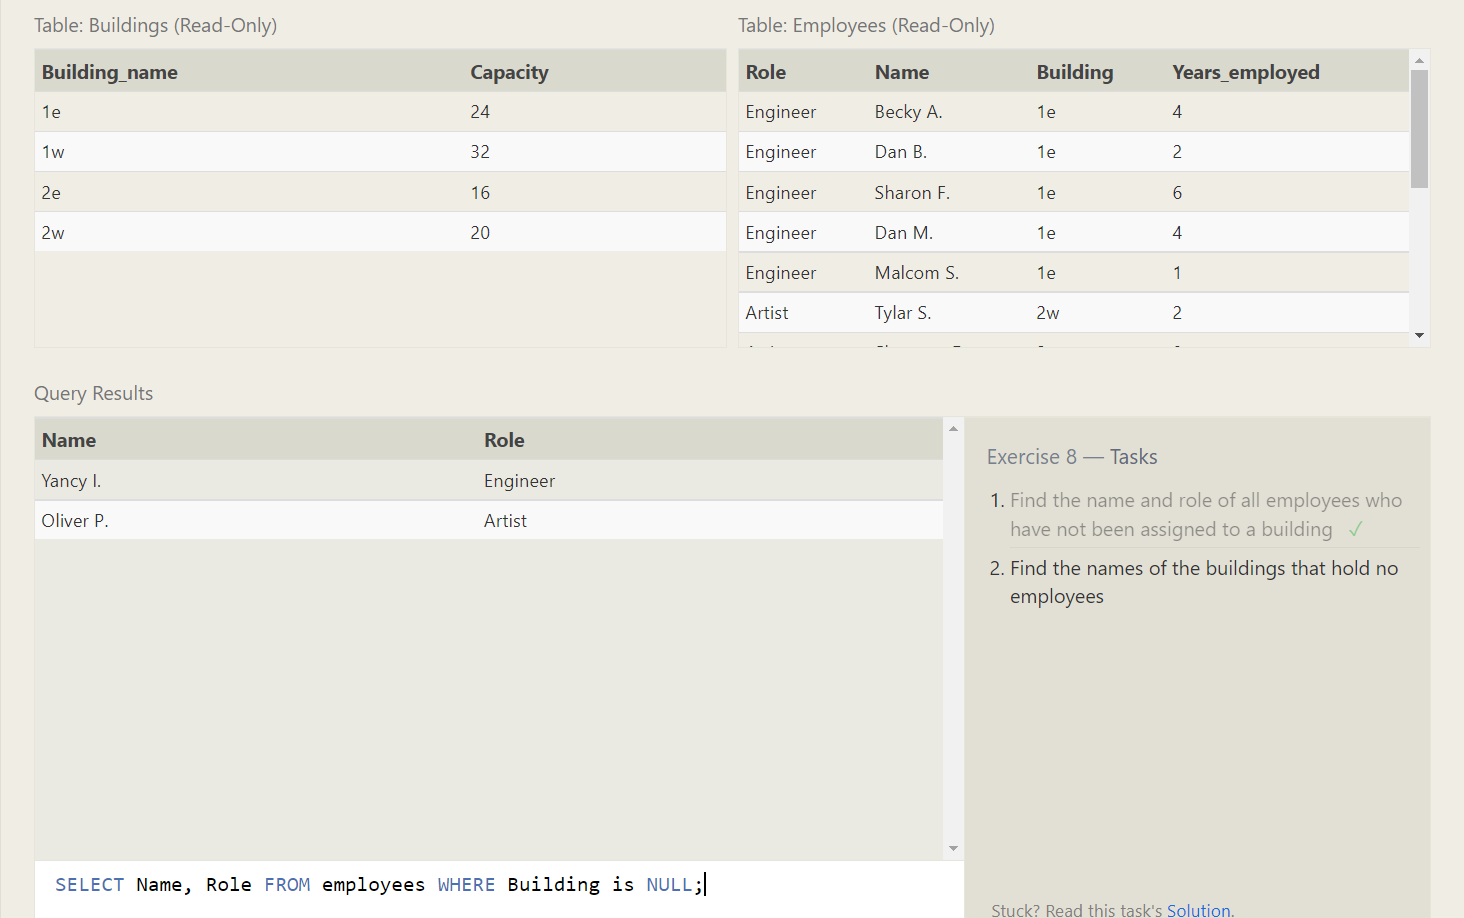 Table: Buildings (Read-Only)
Building_name Capacity
1e 24
1w 32
2e 16
2w 20
Table: Employees (Read-Only)
Role Name Building Years_employed
Engineer Becky A. 1e 4
Engineer Dan B. 1e 2
Engineer Sharon F. 1e 6
Engineer Dan M. 1e 4
Engineer Malcom S. 1e 1
Artist Tylar S. 2w 2
Query Results
Name Role
Yancy I. Engineer
Oliver P. Artist
Exercise 8 — Tasks
1. Find the name and role of all employees who
have not been assigned to a building ✓
2. Find the names of the buildings that hold no
employees
SELECT Name, Role FROM employees WHERE Building is NULL;
Stuck? Read this task's Solution.